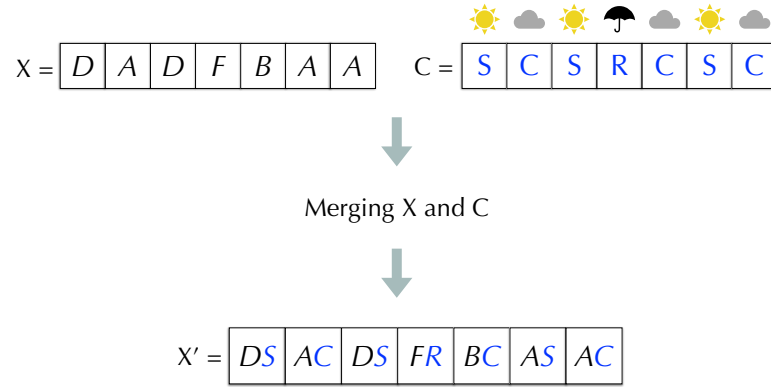 X = D A D F B A A C = S C S R C S C
Merging X and C
X' = DS AC DS FR BC AS AC